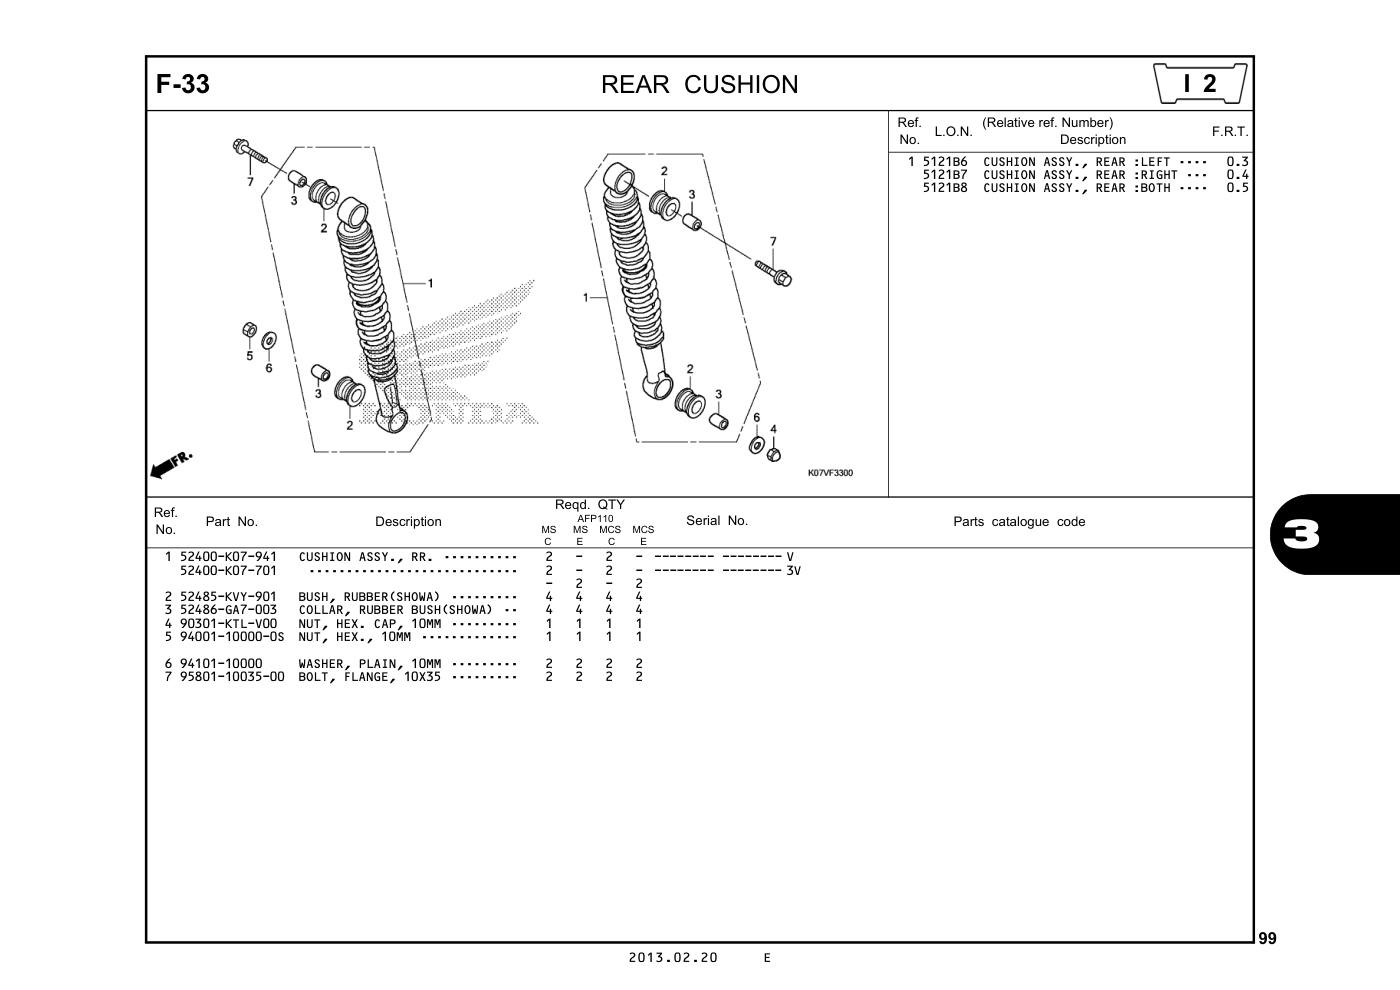 F-33
REAR CUSHION
I 2
Ref. No. L.O.N. (Relative ref. Number) Description F.R.T.
1 5121B6 CUSHION ASSY., REAR :LEFT ---- 0.3
5121B7 CUSHION ASSY., REAR :RIGHT --- 0.4
5121B8 CUSHION ASSY., REAR :BOTH ---- 0.5
7
3
2
1
5
6
3
2
2
3
7
1
2
3
6
4
HONDA
FR.
K07VF3300
Ref. No. Part No. Description Reqd. QTY Serial No. Parts catalogue code
AFP110
MS MS MCS MCS
C E C E
1 52400-K07-941 CUSHION ASSY., RR. ---------- 2 - 2 - -------- -------- V
52400-K07-701 ---------------------------- 2 - 2 - -------- -------- 3V
- 2 - 2
2 52485-KVY-901 BUSH, RUBBER(SHOWA) --------- 4 4 4 4
3 52486-GA7-003 COLLAR, RUBBER BUSH(SHOWA) -- 4 4 4 4
4 90301-KTL-V00 NUT, HEX. CAP, 10MM --------- 1 1 1 1
5 94001-10000-0S NUT, HEX., 10MM ------------- 1 1 1 1
6 94101-10000 WASHER, PLAIN, 10MM --------- 2 2 2 2
7 95801-10035-00 BOLT, FLANGE, 10X35 --------- 2 2 2 2
3
99
2013.02.20 E